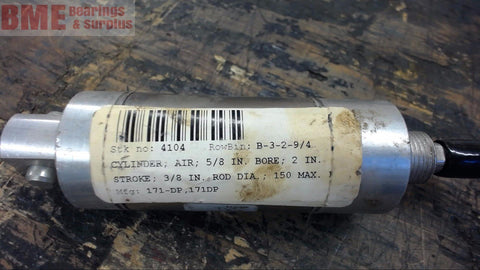 BME Bearings
& Surplus
Stk no: 4104 RowBin: B-3-2-9/4
CYLINDER; AIR; 5/8 IN. BORE; 2 IN.
STROKE; 3/8 IN. ROD DIA.; 150 MAX.
Mfg: 171-DP,171DP